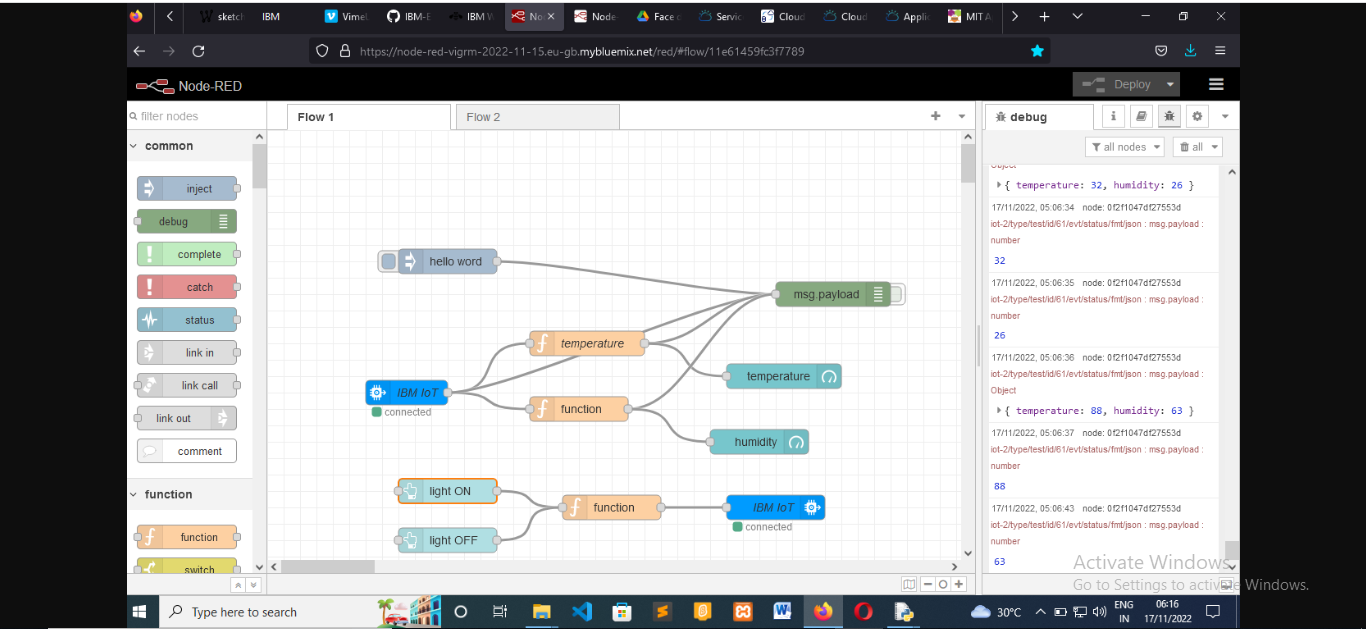 sketch
IBM
Vime
IBM-E
IBM W
No
Node-
Face d
Servic
Cloud
Cloud
Applic
MIT A
https://node-red-vigrm-2022-11-15.eu-gb.mybluemix.net/red/#flow/11e61459fc3f7789
Node-RED
Deploy
filter nodes
Flow 1
Flow 2
debug
i
all nodes
all
common
inject
debug
complete
catch
status
link in
link call
link out
comment
function
function
switch
hello word
msg.payload
temperature
temperature
IBM IoT
connected
function
humidity
light ON
function
IBM IoT
connected
light OFF
Object
{ temperature: 32, humidity: 26 }
17/11/2022, 05:06:34 node: 0f2f1047df27553d
iot-2/type/test/id/61/evt/status/fmt/json : msg.payload :
number
32
17/11/2022, 05:06:35 node: 0f2f1047df27553d
iot-2/type/test/id/61/evt/status/fmt/json : msg.payload :
number
26
17/11/2022, 05:06:36 node: 0f2f1047df27553d
iot-2/type/test/id/61/evt/status/fmt/json : msg.payload :
Object
{ temperature: 88, humidity: 63 }
17/11/2022, 05:06:37 node: 0f2f1047df27553d
iot-2/type/test/id/61/evt/status/fmt/json : msg.payload :
number
88
17/11/2022, 05:06:43 node: 0f2f1047df27553d
iot-2/type/test/id/61/evt/status/fmt/json : msg.payload :
number
63
Activate Windows
Go to Settings to activate Windows.
Type here to search
30°C
ENG
IN
06:16
17/11/2022